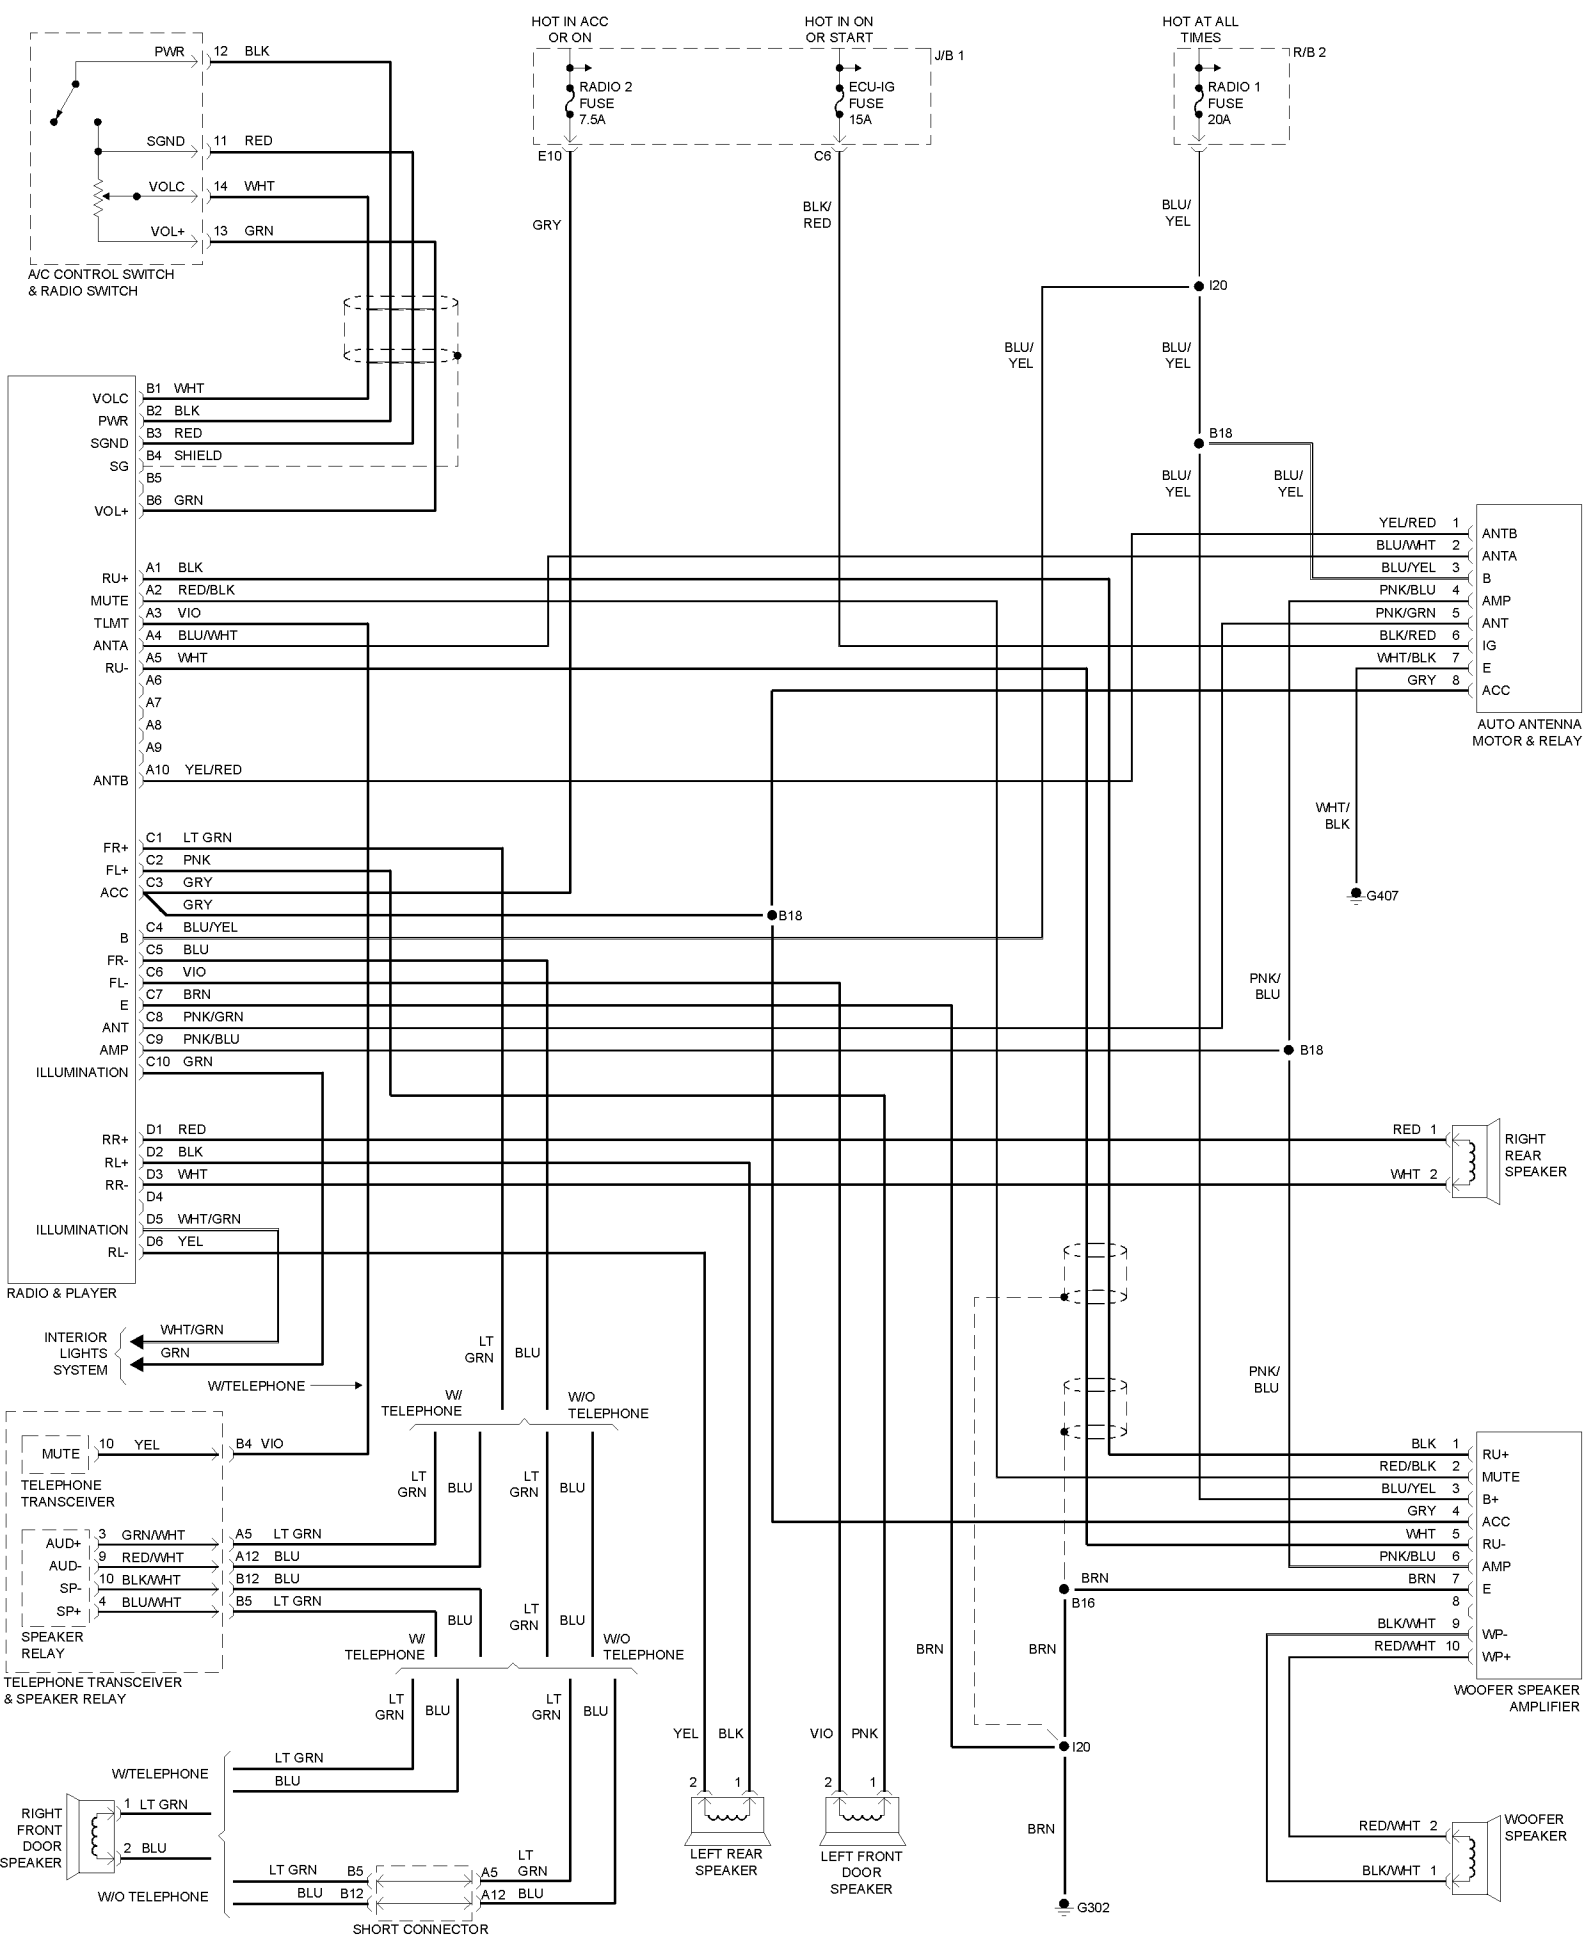 HOT IN ACC
OR ON
HOT IN ON
OR START
HOT AT ALL
TIMES
J/B 1
R/B 2
RADIO 2
FUSE
7.5A
ECU-IG
FUSE
15A
RADIO 1
FUSE
20A
E10
C6
PWR 12 BLK
SGND 11 RED
VOLC 14 WHT
VOL+ 13 GRN
A/C CONTROL SWITCH
& RADIO SWITCH
GRY
BLK/
RED
BLU/
YEL
I20
BLU/
YEL
BLU/
YEL
B18
BLU/
YEL
BLU/
YEL
VOLC B1 WHT
PWR B2 BLK
SGND B3 RED
SG B4 SHIELD
B5
VOL+ B6 GRN
RU+ A1 BLK
MUTE A2 RED/BLK
TLMT A3 VIO
ANTA A4 BLU/WHT
RU- A5 WHT
A6
A7
A8
A9
ANTB A10 YEL/RED
FR+ C1 LT GRN
FL+ C2 PNK
ACC C3 GRY
GRY
B C4 BLU/YEL
FR- C5 BLU
FL- C6 VIO
E C7 BRN
ANT C8 PNK/GRN
AMP C9 PNK/BLU
ILLUMINATION C10 GRN
RR+ D1 RED
RL+ D2 BLK
RR- D3 WHT
D4
ILLUMINATION D5 WHT/GRN
RL- D6 YEL
RADIO & PLAYER
YEL/RED 1 ANTB
BLU/WHT 2 ANTA
BLU/YEL 3 B
PNK/BLU 4 AMP
PNK/GRN 5 ANT
BLK/RED 6 IG
WHT/BLK 7 E
GRY 8 ACC
AUTO ANTENNA
MOTOR & RELAY
WHT/
BLK
G407
B18
PNK/
BLU
B18
RED 1
WHT 2
RIGHT
REAR
SPEAKER
INTERIOR
LIGHTS
SYSTEM
WHT/GRN
GRN
W/TELEPHONE
LT
GRN
BLU
W/
TELEPHONE
W/O
TELEPHONE
PNK/
BLU
MUTE 10 YEL B4 VIO
TELEPHONE
TRANSCEIVER
LT
GRN
BLU
LT
GRN
BLU
AUD+ 3 GRN/WHT A5 LT GRN
AUD- 9 RED/WHT A12 BLU
SP- 10 BLK/WHT B12 BLU
SP+ 4 BLU/WHT B5 LT GRN
SPEAKER
RELAY
TELEPHONE TRANSCEIVER
& SPEAKER RELAY
BLU
LT
GRN
BLU
W/
TELEPHONE
W/O
TELEPHONE
LT
GRN
BLU
LT
GRN
BLU
BLK 1 RU+
RED/BLK 2 MUTE
BLU/YEL 3 B+
GRY 4 ACC
WHT 5 RU-
PNK/BLU 6 AMP
BRN 7 E
8
BLK/WHT 9 WP-
RED/WHT 10 WP+
WOOFER SPEAKER
AMPLIFIER
BRN
B16
BRN
BRN
I20
BRN
G302
W/TELEPHONE
LT GRN
BLU
RIGHT
FRONT
DOOR
SPEAKER
1 LT GRN
2 BLU
W/O TELEPHONE
LT GRN B5
BLU B12
A5 LT
GRN
A12 BLU
SHORT CONNECTOR
YEL BLK
2 1
LEFT REAR
SPEAKER
VIO PNK
2 1
LEFT FRONT
DOOR
SPEAKER
RED/WHT 2
BLK/WHT 1
WOOFER
SPEAKER